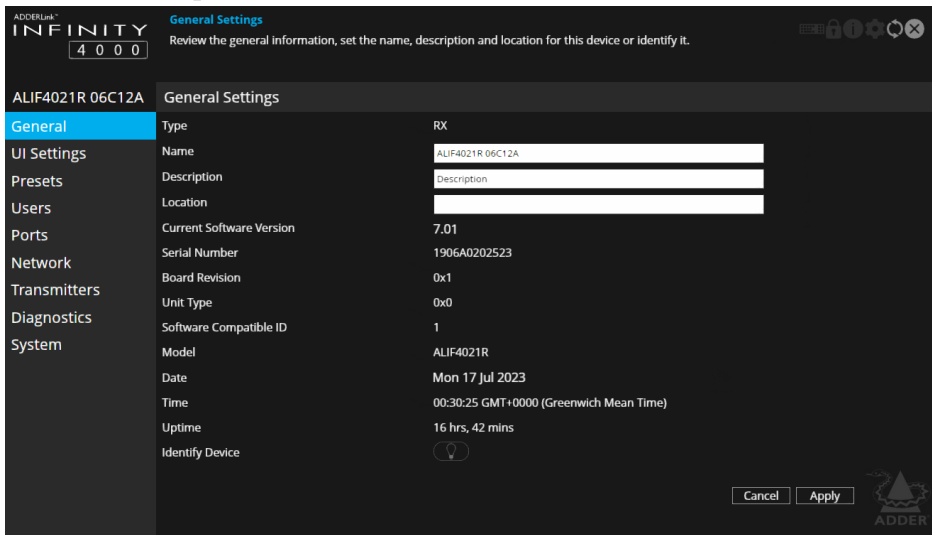 ADDERLink™
INFINITY
4000
General Settings
Review the general information, set the name, description and location for this device or identify it.
ALIF4021R 06C12A
General Settings
General
UI Settings
Presets
Users
Ports
Network
Transmitters
Diagnostics
System
Type RX
Name ALIF4021R 06C12A
Description Description
Location
Current Software Version 7.01
Serial Number 1906A0202523
Board Revision 0x1
Unit Type 0x0
Software Compatible ID 1
Model ALIF4021R
Date Mon 17 Jul 2023
Time 00:30:25 GMT+0000 (Greenwich Mean Time)
Uptime 16 hrs, 42 mins
Identify Device
Cancel Apply
ADDER